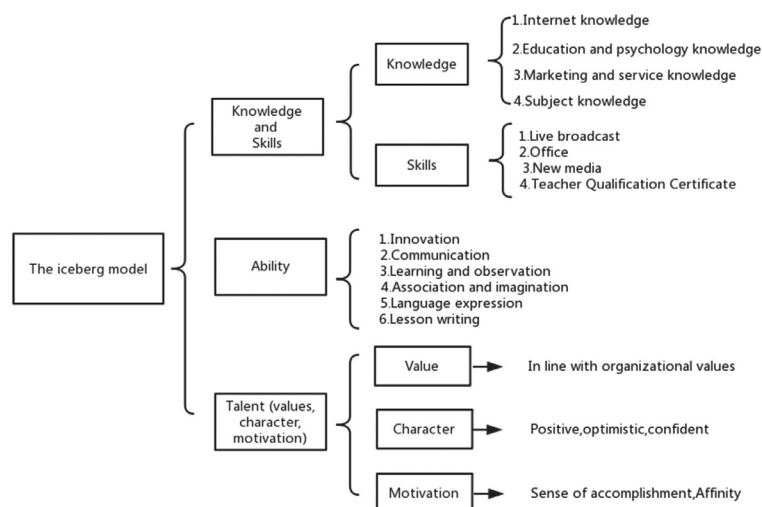 The iceberg model
Knowledge
and
Skills
Knowledge
1.Internet knowledge
2.Education and psychology knowledge
3.Marketing and service knowledge
4.Subject knowledge
Skills
1.Live broadcast
2.Office
3.New media
4.Teacher Qualification Certificate
Ability
1.Innovation
2.Communication
3.Learning and observation
4.Association and imagination
5.Language expression
6.Lesson writing
Talent (values,
character,
motivation)
Value
In line with organizational values
Character
Positive,optimistic,confident
Motivation
Sense of accomplishment,Affinity